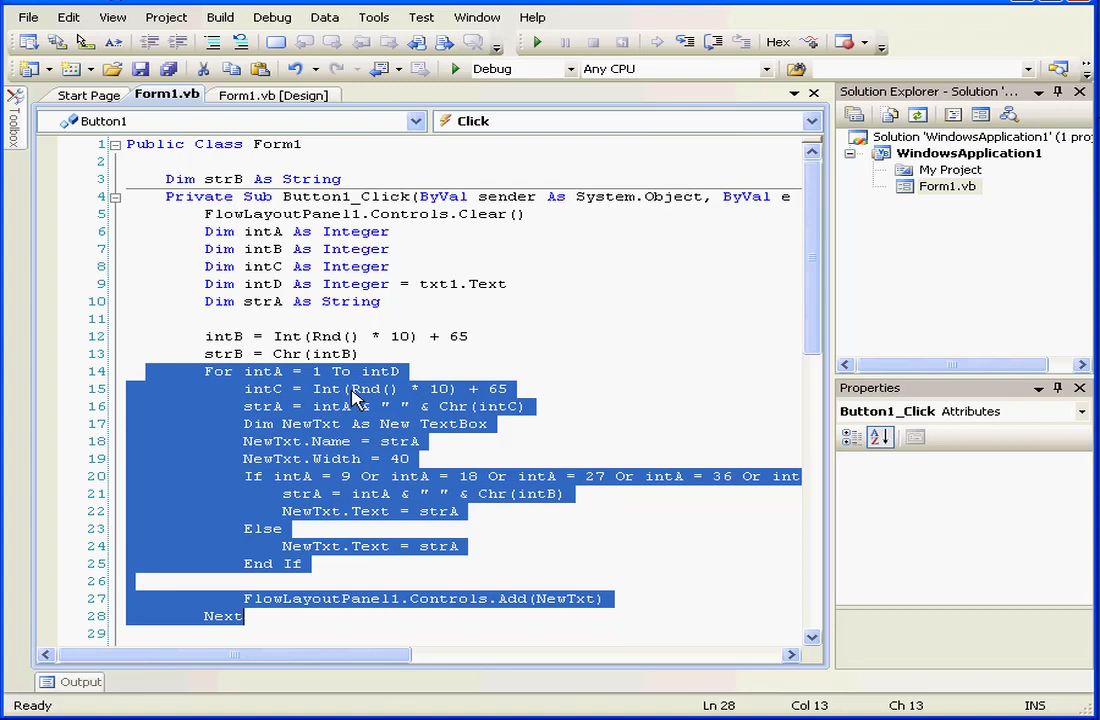 File Edit View Project Build Debug Data Tools Test Window Help
Hex
Debug Any CPU
Start Page Form1.vb Form1.vb [Design]
Toolbox
Button1 Click
1 Public Class Form1
2
3 Dim strB As String
4 Private Sub Button1_Click(ByVal sender As System.Object, ByVal e
5 FlowLayoutPanel1.Controls.Clear()
6 Dim intA As Integer
7 Dim intB As Integer
8 Dim intC As Integer
9 Dim intD As Integer = txt1.Text
10 Dim strA As String
11
12 intB = Int(Rnd() * 10) + 65
13 strB = Chr(intB)
14 For intA = 1 To intD
15 intC = Int(Rnd() * 10) + 65
16 strA = intA & " " & Chr(intC)
17 Dim NewTxt As New TextBox
18 NewTxt.Name = strA
19 NewTxt.Width = 40
20 If intA = 9 Or intA = 18 Or intA = 27 Or intA = 36 Or int
21 strA = intA & " " & Chr(intB)
22 NewTxt.Text = strA
23 Else
24 NewTxt.Text = strA
25 End If
26
27 FlowLayoutPanel1.Controls.Add(NewTxt)
28 Next
29
Solution Explorer - Solution '...
Solution 'WindowsApplication1' (1 pro
WindowsApplication1
My Project
Form1.vb
Properties
Button1_Click Attributes
Output
Ready Ln 28 Col 13 Ch 13 INS